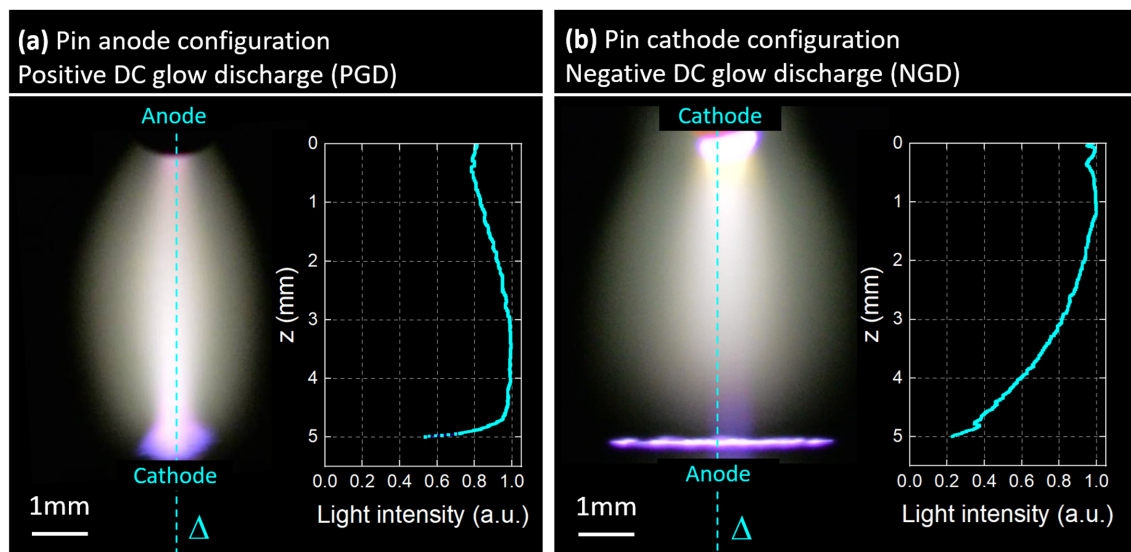 (a) Pin anode configuration
Positive DC glow discharge (PGD)
Anode
0
1
2
3
4
5
z (mm)
0.0 0.2 0.4 0.6 0.8 1.0
Light intensity (a.u.)
Cathode
1mm
Δ
(b) Pin cathode configuration
Negative DC glow discharge (NGD)
Cathode
0
1
2
3
4
5
z (mm)
0.0 0.2 0.4 0.6 0.8 1.0
Light intensity (a.u.)
Anode
1mm
Δ